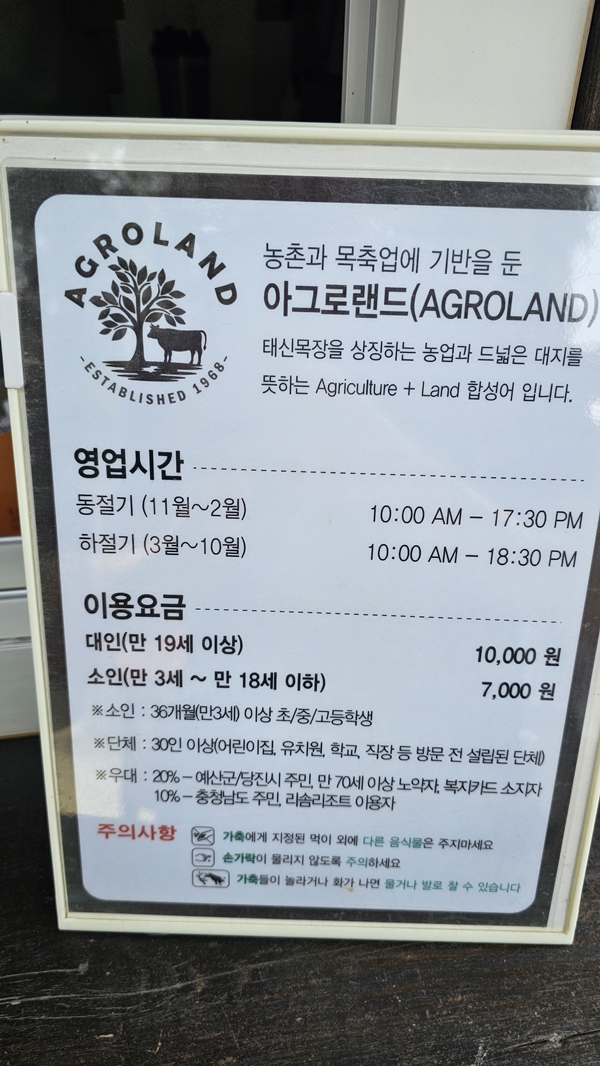 AGROLAND
-ESTABLISHED 1968-
농촌과 목축업에 기반을 둔
아그로랜드(AGROLAND)
태신목장을 상징하는 농업과 드넓은 대지를
뜻하는 Agriculture + Land 합성어 입니다.
영업시간
동절기 (11월~2월) 10:00 AM – 17:30 PM
하절기 (3월~10월) 10:00 AM – 18:30 PM
이용요금
대인(만 19세 이상) 10,000 원
소인(만 3세 ~ 만 18세 이하) 7,000 원
※소인 : 36개월(만3세) 이상 초/중/고등학생
※단체 : 30인 이상(어린이집, 유치원, 학교, 직장 등 방문 전 설립된 단체)
※우대 : 20% – 예산군/당진시 주민, 만 70세 이상 노약자, 복지카드 소지자
10% – 충청남도 주민, 리솜리조트 이용자
주의사항
가축에게 지정된 먹이 외에 다른 음식물은 주지마세요
손가락이 물리지 않도록 주의하세요
가축들이 놀라거나 화가 나면 물거나 발로 찰 수 있습니다